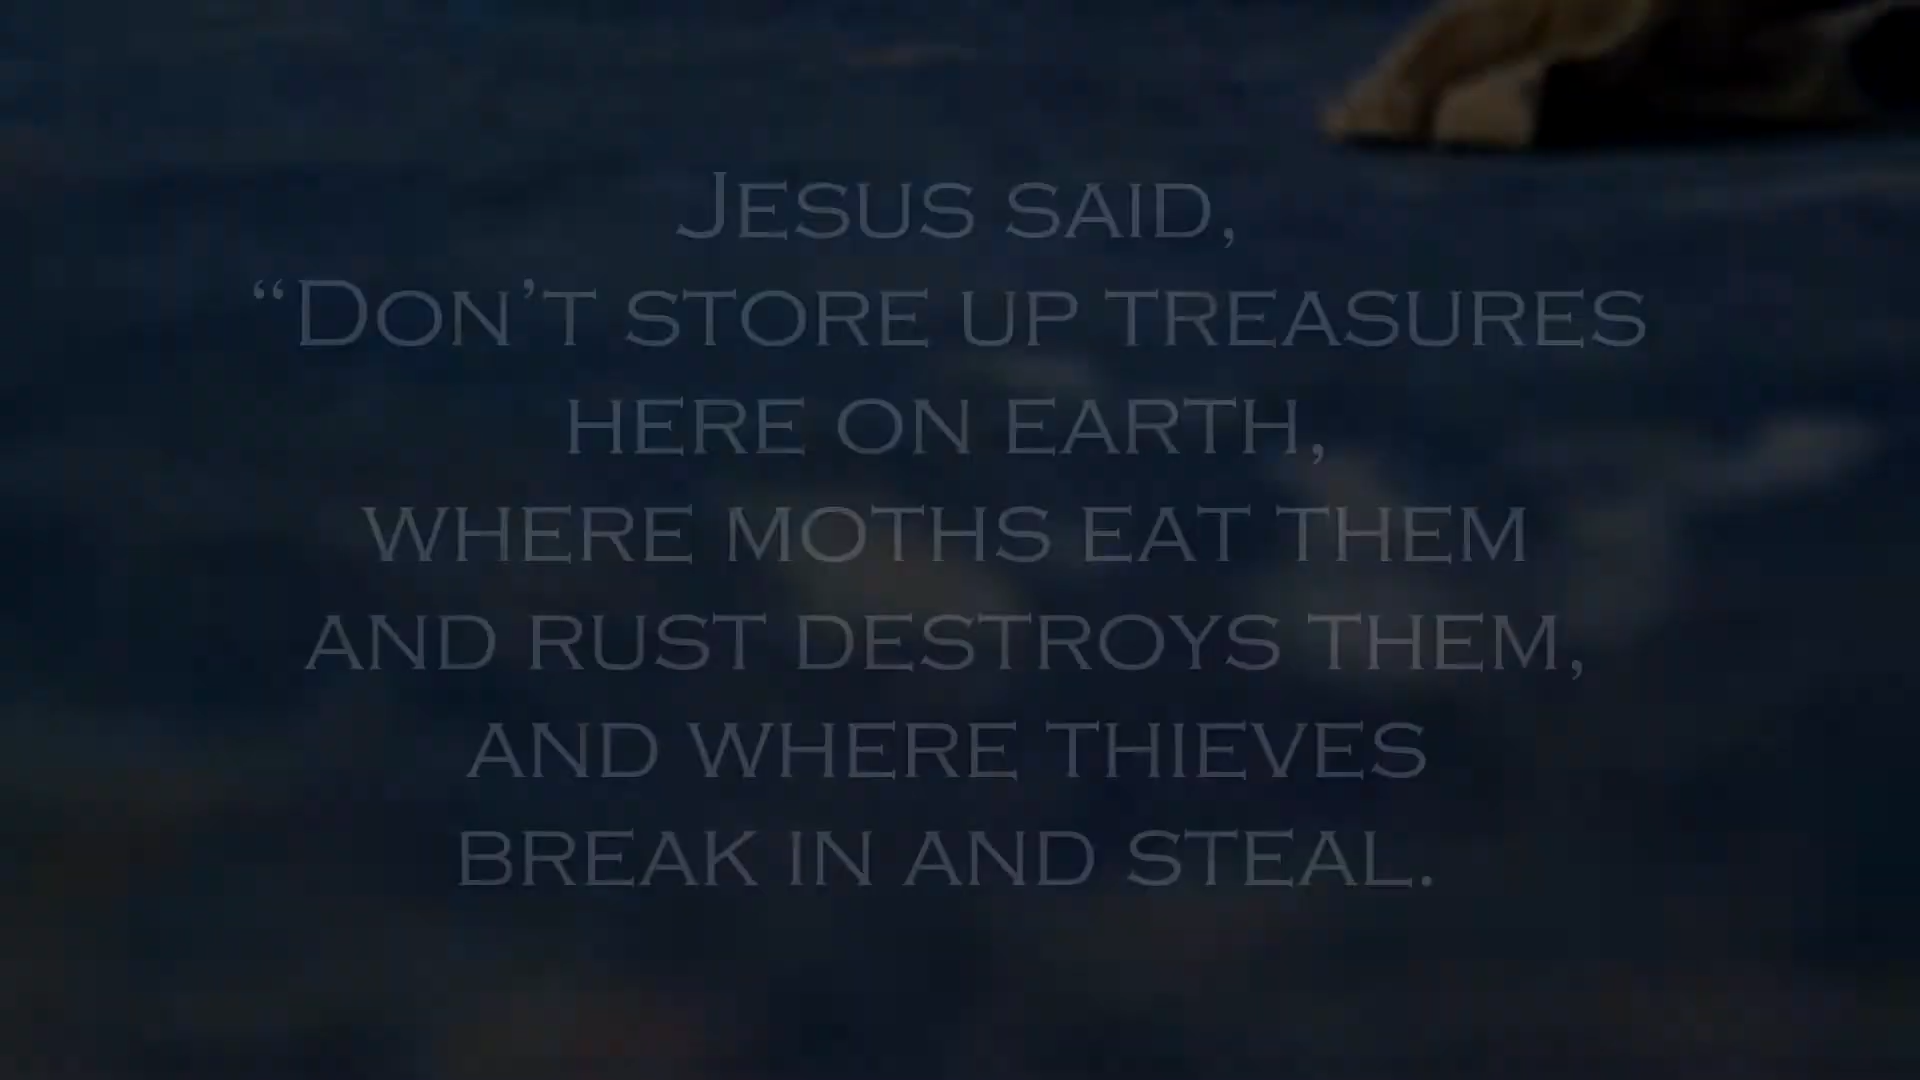 Jesus said,
“Don’t store up treasures
here on earth,
where moths eat them
and rust destroys them,
and where thieves
break in and steal.